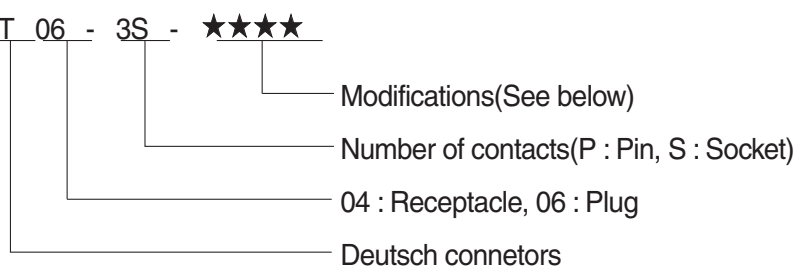 T 06 - 3S - ★★★★
Modifications(See below)
Number of contacts(P : Pin, S : Socket)
04 : Receptacle, 06 : Plug
Deutsch connetors